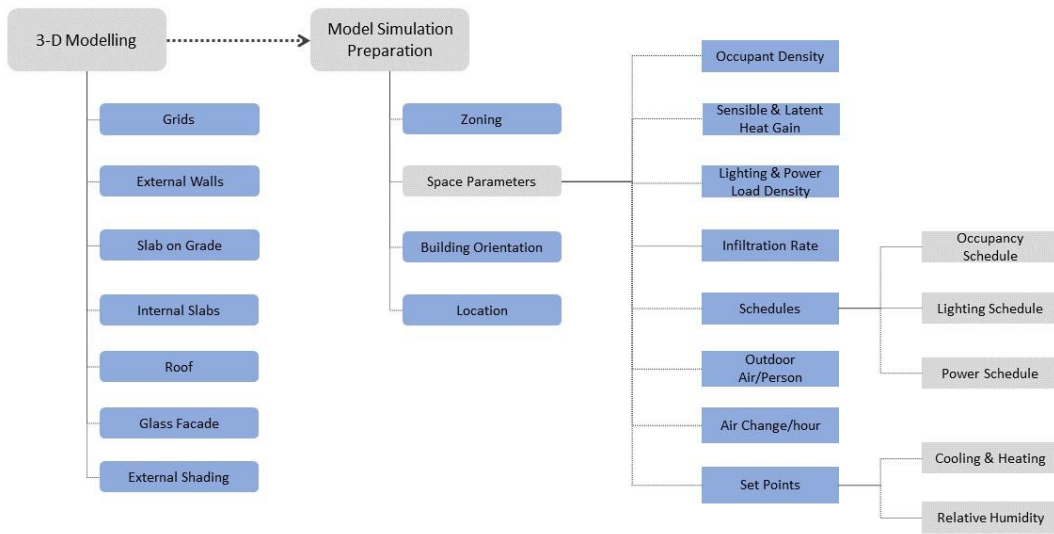 3-D Modelling
Model Simulation
Preparation
Grids
External Walls
Slab on Grade
Internal Slabs
Roof
Glass Facade
External Shading
Zoning
Space Parameters
Building Orientation
Location
Occupant Density
Sensible & Latent
Heat Gain
Lighting & Power
Load Density
Infiltration Rate
Schedules
Outdoor
Air/Person
Air Change/hour
Set Points
Occupancy
Schedule
Lighting Schedule
Power Schedule
Cooling & Heating
Relative Humidity